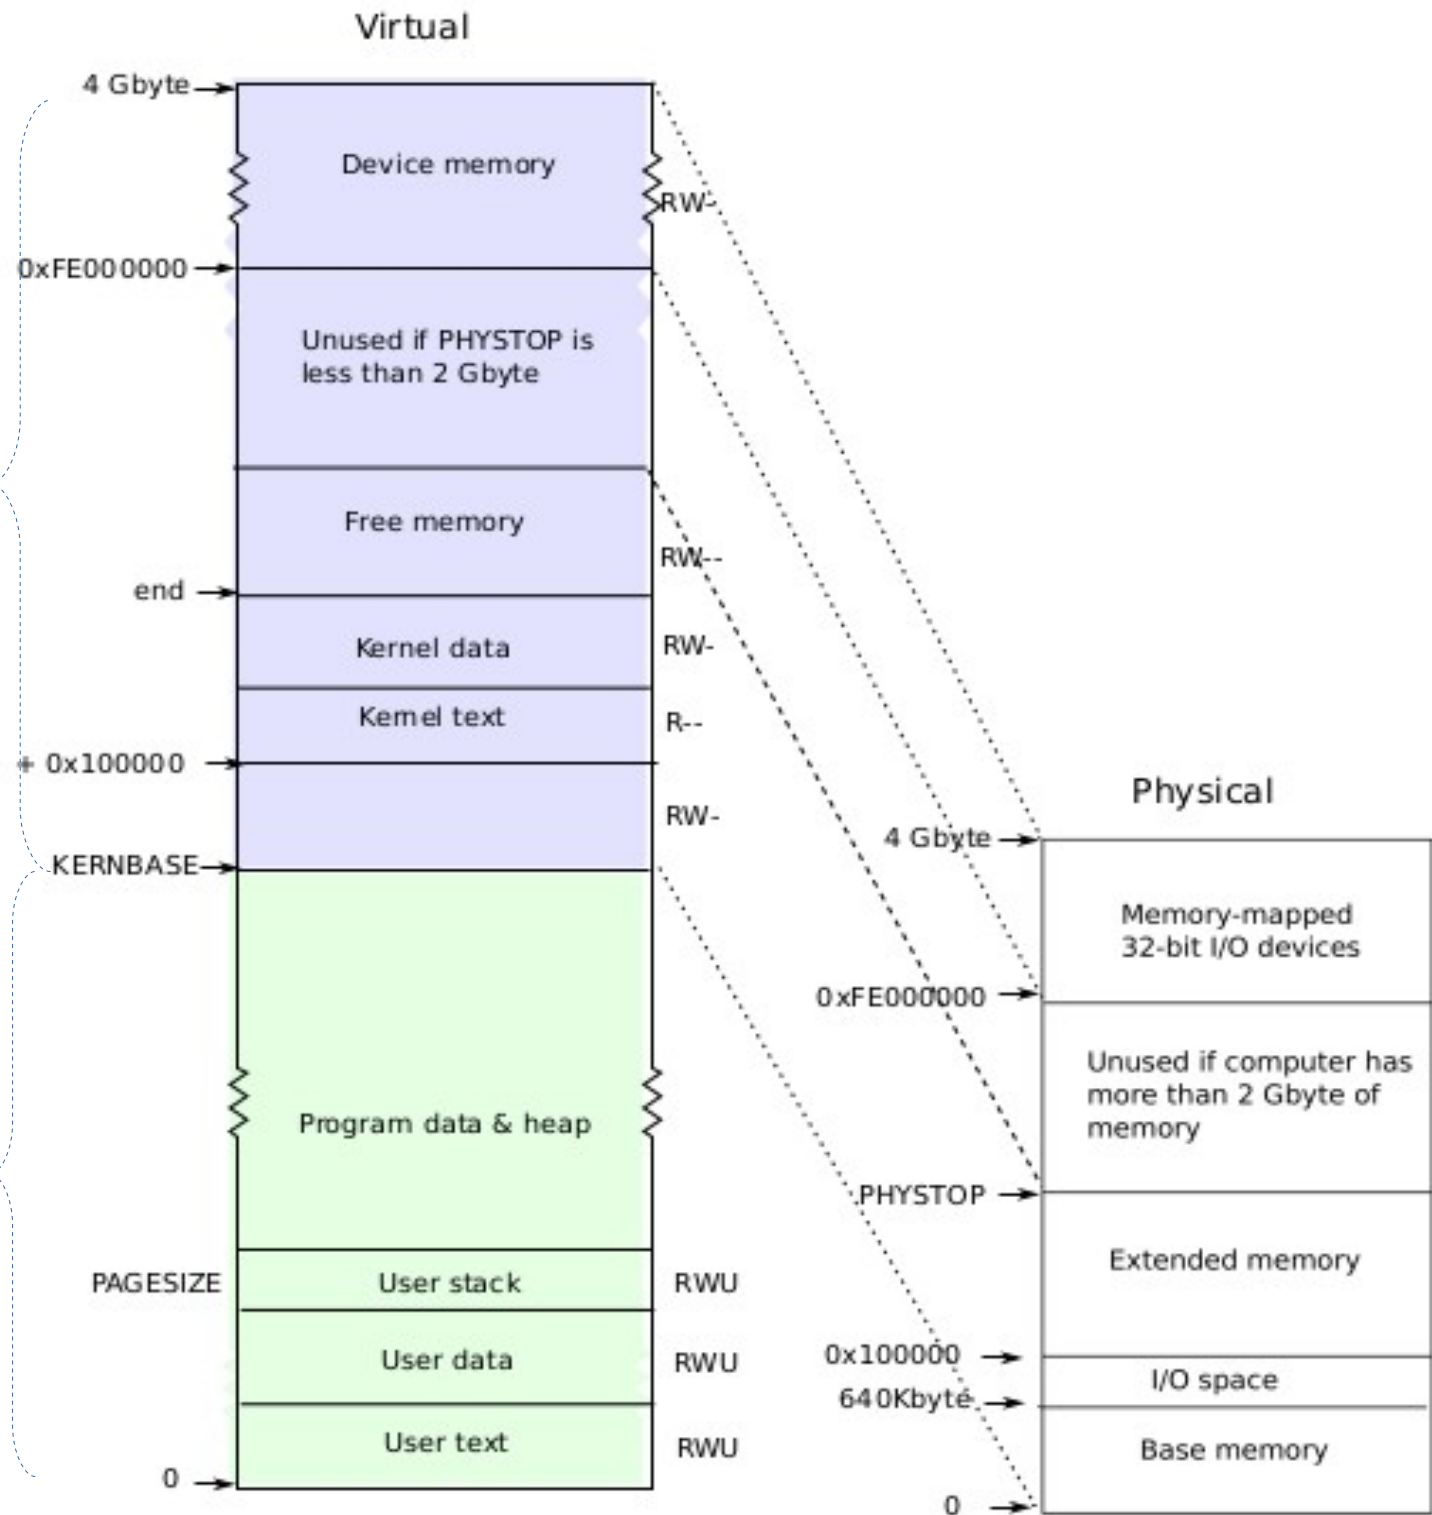 Virtual
4 Gbyte
Device memory
RW-
0xFE000000
Unused if PHYSTOP is
less than 2 Gbyte
Free memory
RW--
end
Kernel data
RW-
Kernel text
R--
+ 0x100000
RW-
KERNBASE
Program data & heap
PAGESIZE
User stack
RWU
User data
RWU
User text
RWU
0
Physical
4 Gbyte
Memory-mapped
32-bit I/O devices
0xFE000000
Unused if computer has
more than 2 Gbyte of
memory
PHYSTOP
Extended memory
0x100000
I/O space
640Kbyte
Base memory
0